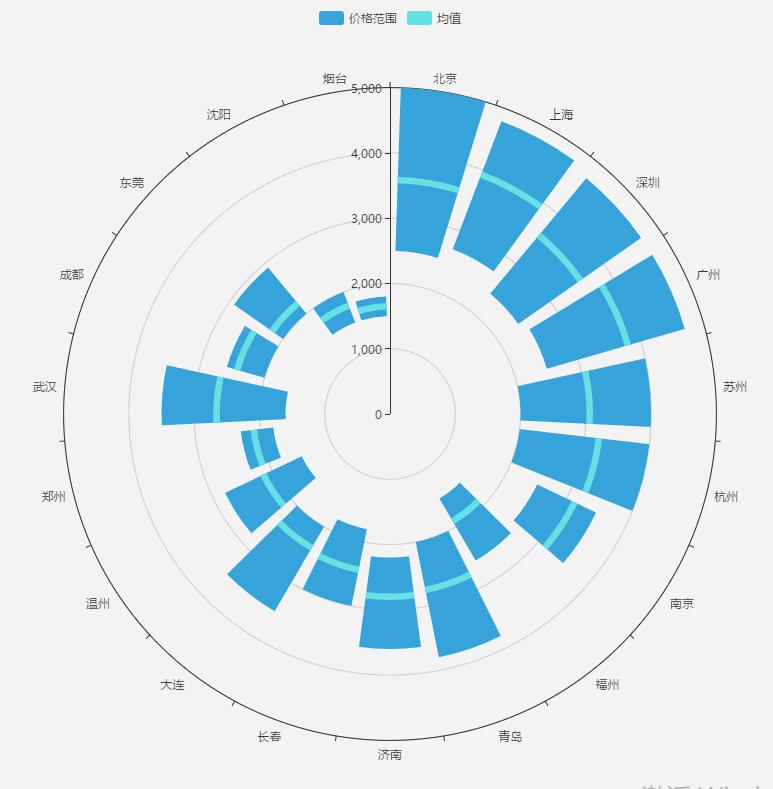 价格范围 均值
北京
上海
深圳
广州
苏州
杭州
南京
福州
青岛
济南
长春
大连
温州
郑州
武汉
成都
东莞
沈阳
烟台
5,000
4,000
3,000
2,000
1,000
0